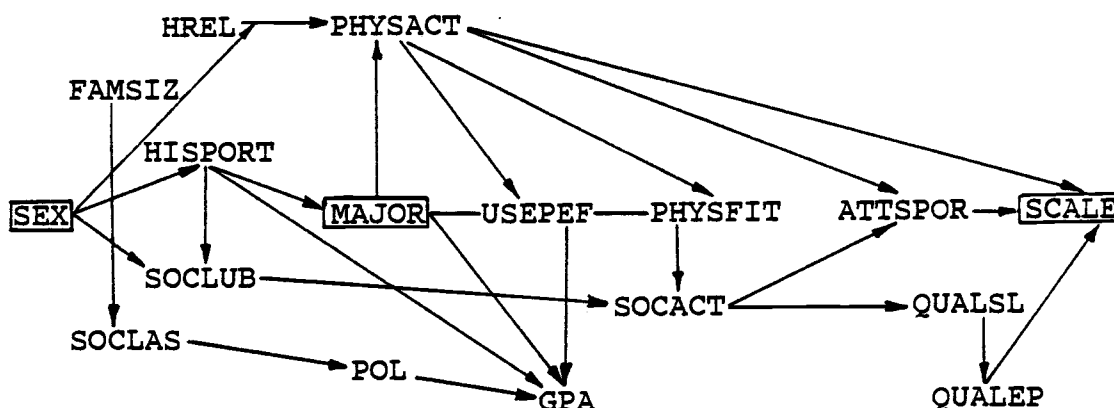 HREL PHYSACT
FAMSIZ
HISPORT
SEX MAJOR USEPEF PHYSFIT ATTSPOR SCALE
SOCLUB SOCACT QUALSL
SOCLAS POL GPA QUALEP